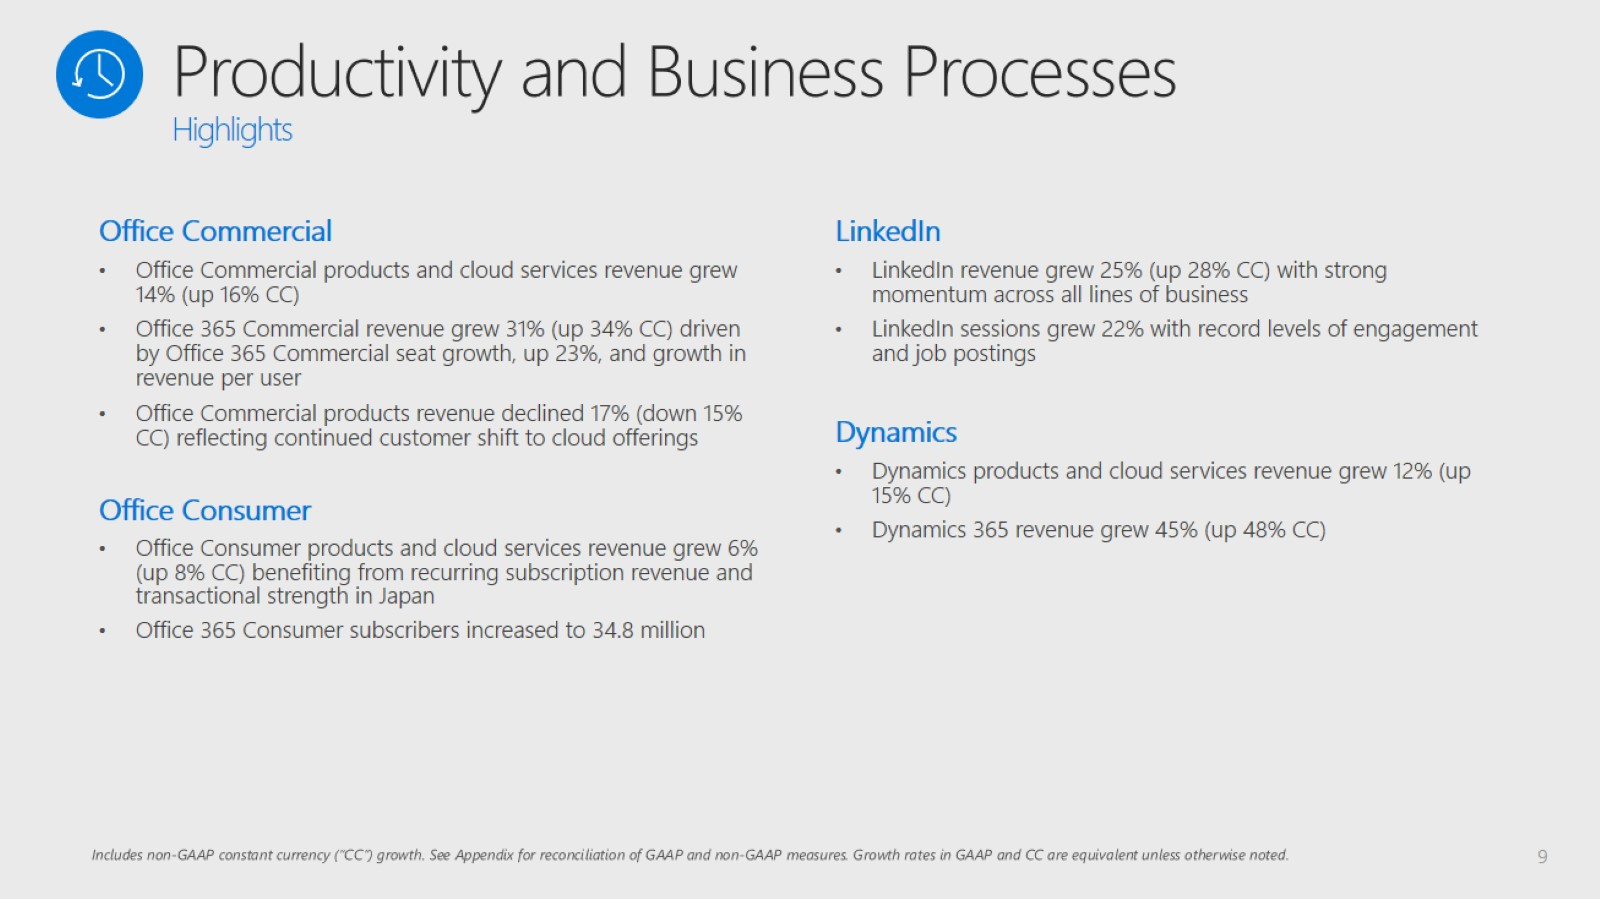 Productivity and Business Processes
Highlights
Office Commercial
• Office Commercial products and cloud services revenue grew
14% (up 16% CC)
• Office 365 Commercial revenue grew 31% (up 34% CC) driven
by Office 365 Commercial seat growth, up 23%, and growth in
revenue per user
• Office Commercial products revenue declined 17% (down 15%
CC) reflecting continued customer shift to cloud offerings
Office Consumer
• Office Consumer products and cloud services revenue grew 6%
(up 8% CC) benefiting from recurring subscription revenue and
transactional strength in Japan
• Office 365 Consumer subscribers increased to 34.8 million
LinkedIn
• LinkedIn revenue grew 25% (up 28% CC) with strong
momentum across all lines of business
• LinkedIn sessions grew 22% with record levels of engagement
and job postings
Dynamics
• Dynamics products and cloud services revenue grew 12% (up
15% CC)
• Dynamics 365 revenue grew 45% (up 48% CC)
Includes non-GAAP constant currency ("CC") growth. See Appendix for reconciliation of GAAP and non-GAAP measures. Growth rates in GAAP and CC are equivalent unless otherwise noted.
9